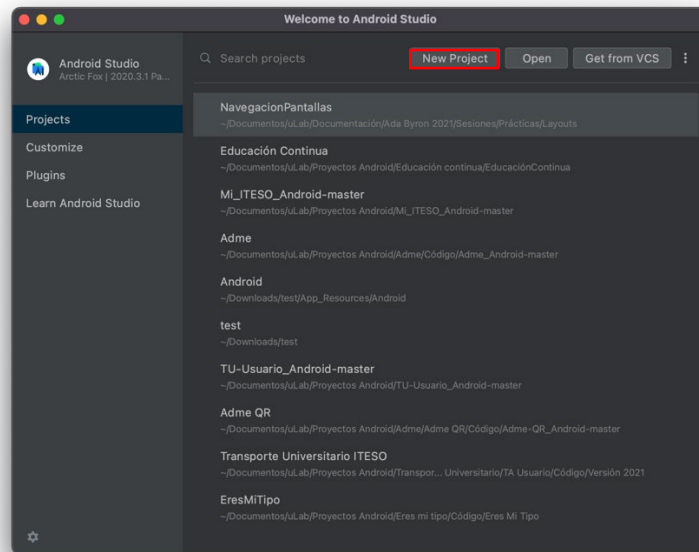 Welcome to Android Studio
Android Studio
Arctic Fox | 2020.3.1 Pa...
Projects
Customize
Plugins
Learn Android Studio
Search projects
New Project
Open
Get from VCS
NavegacionPantallas
~/Documentos/uLab/Documentación/Ada Byron 2021/Sesiones/Prácticas/Layouts
Educación Continua
~/Documentos/uLab/Proyectos Android/Educación continua/EducaciónContinua
Mi_ITESO_Android-master
~/Documentos/uLab/Proyectos Android/Mi_ITESO_Android-master
Adme
~/Documentos/uLab/Proyectos Android/Adme/Código/Adme_Android-master
Android
~/Downloads/test/App_Resources/Android
test
~/Downloads/test
TU-Usuario_Android-master
~/Documentos/uLab/Proyectos Android/TU-Usuario_Android-master
Adme QR
~/Documentos/uLab/Proyectos Android/Adme/Adme QR/Código/Adme-QR_Android-master
Transporte Universitario ITESO
~/Documentos/uLab/Proyectos Android/Transpor... Universitario/TA Usuario/Código/Versión 2021
EresMiTipo
~/Documentos/uLab/Proyectos Android/Eres mi tipo/Código/Eres Mi Tipo